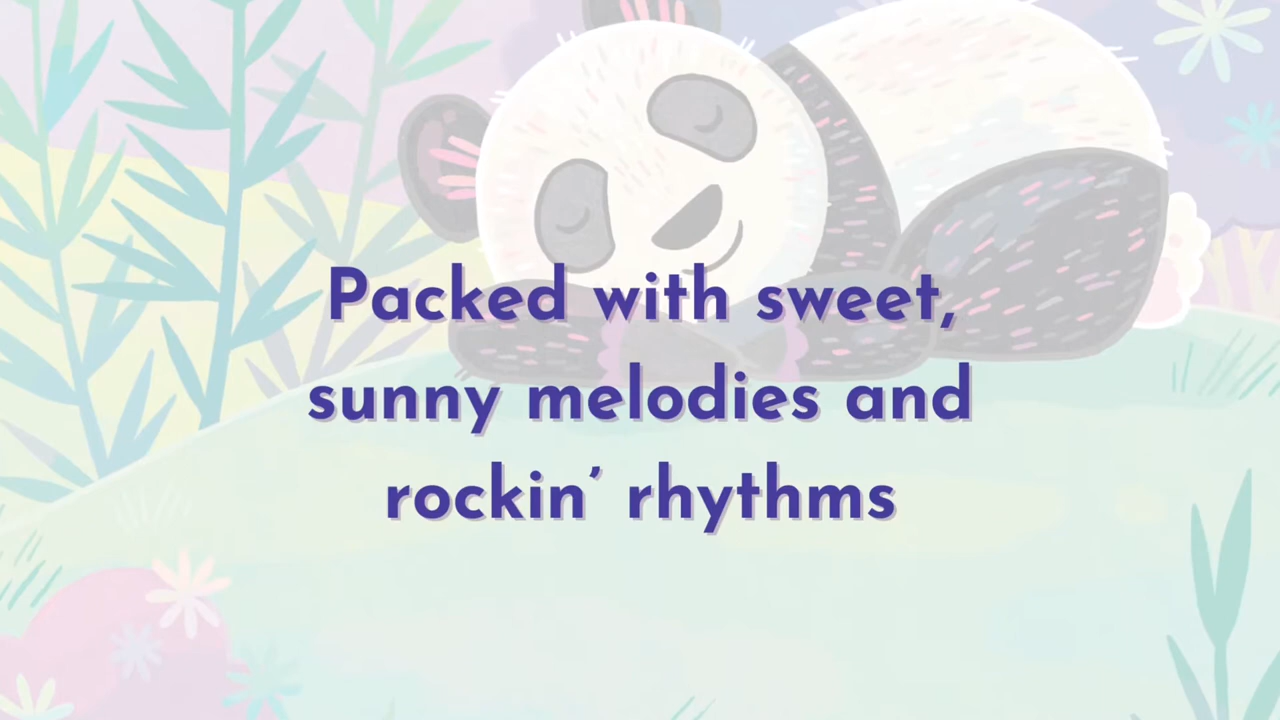 Packed with sweet,
sunny melodies and
rockin’ rhythms